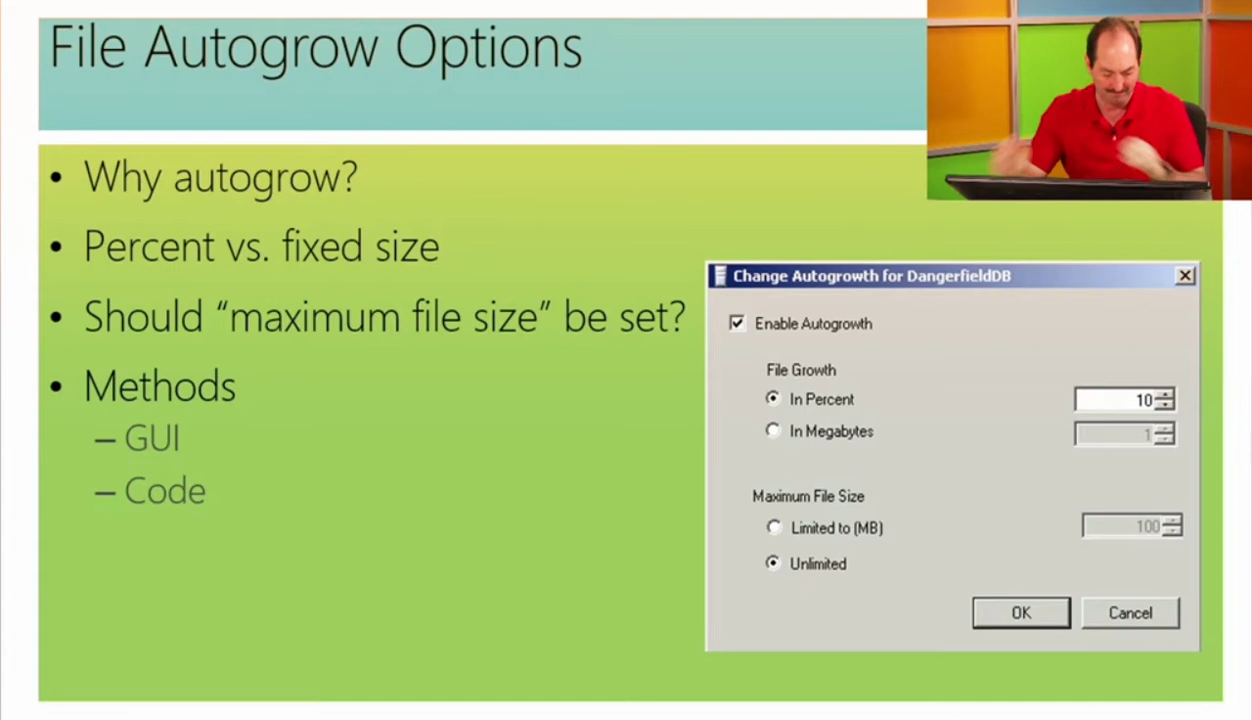 File Autogrow Options
• Why autogrow?
• Percent vs. fixed size
• Should “maximum file size” be set?
• Methods
– GUI
– Code
Change Autogrowth for DangerfieldDB
Enable Autogrowth
File Growth
In Percent 10
In Megabytes 1
Maximum File Size
Limited to (MB) 100
Unlimited
OK Cancel